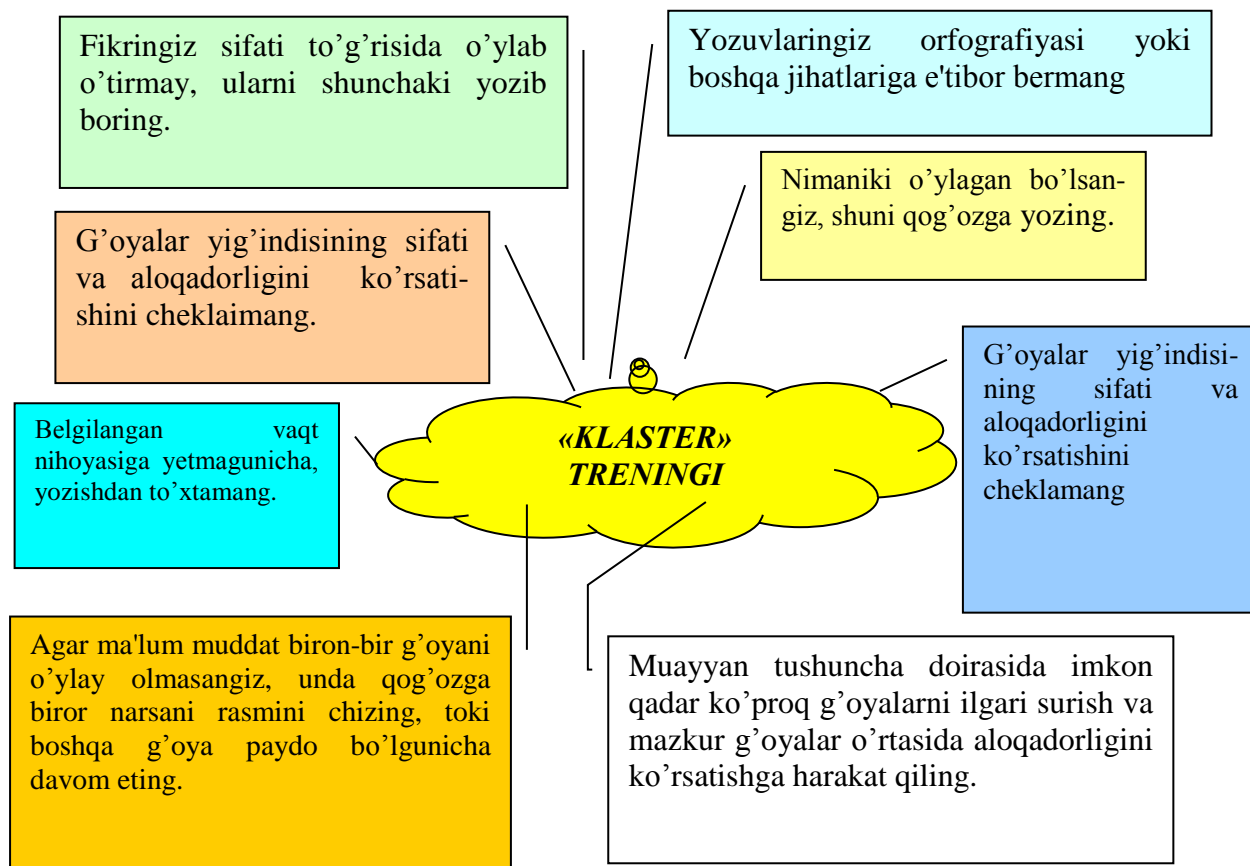 Fikringiz sifati to’g’risida o’ylab
o’tirmay, ularni shunchaki yozib
boring.
Yozuvlaringiz orfografiyasi yoki
boshqa jihatlariga e'tibor bermang
Nimaniki o’ylagan bo’lsan-
giz, shuni qog’ozga yozing.
G’oyalar yig’indisining sifati
va aloqadorligini ko’rsati-
shini cheklaimang.
G’oyalar yig’indisi-
ning sifati va
aloqadorligini
ko’rsatishini
cheklamang
Belgilangan vaqt
nihoyasiga yetmagunicha,
yozishdan to’xtamang.
«KLASTER»
TRENINGI
Agar ma'lum muddat biron-bir g’oyani
o’ylay olmasangiz, unda qog’ozga
biror narsani rasmini chizing, toki
boshqa g’oya paydo bo’lgunicha
davom eting.
Muayyan tushuncha doirasida imkon
qadar ko’proq g’oyalarni ilgari surish va
mazkur g’oyalar o’rtasida aloqadorligini
ko’rsatishga harakat qiling.